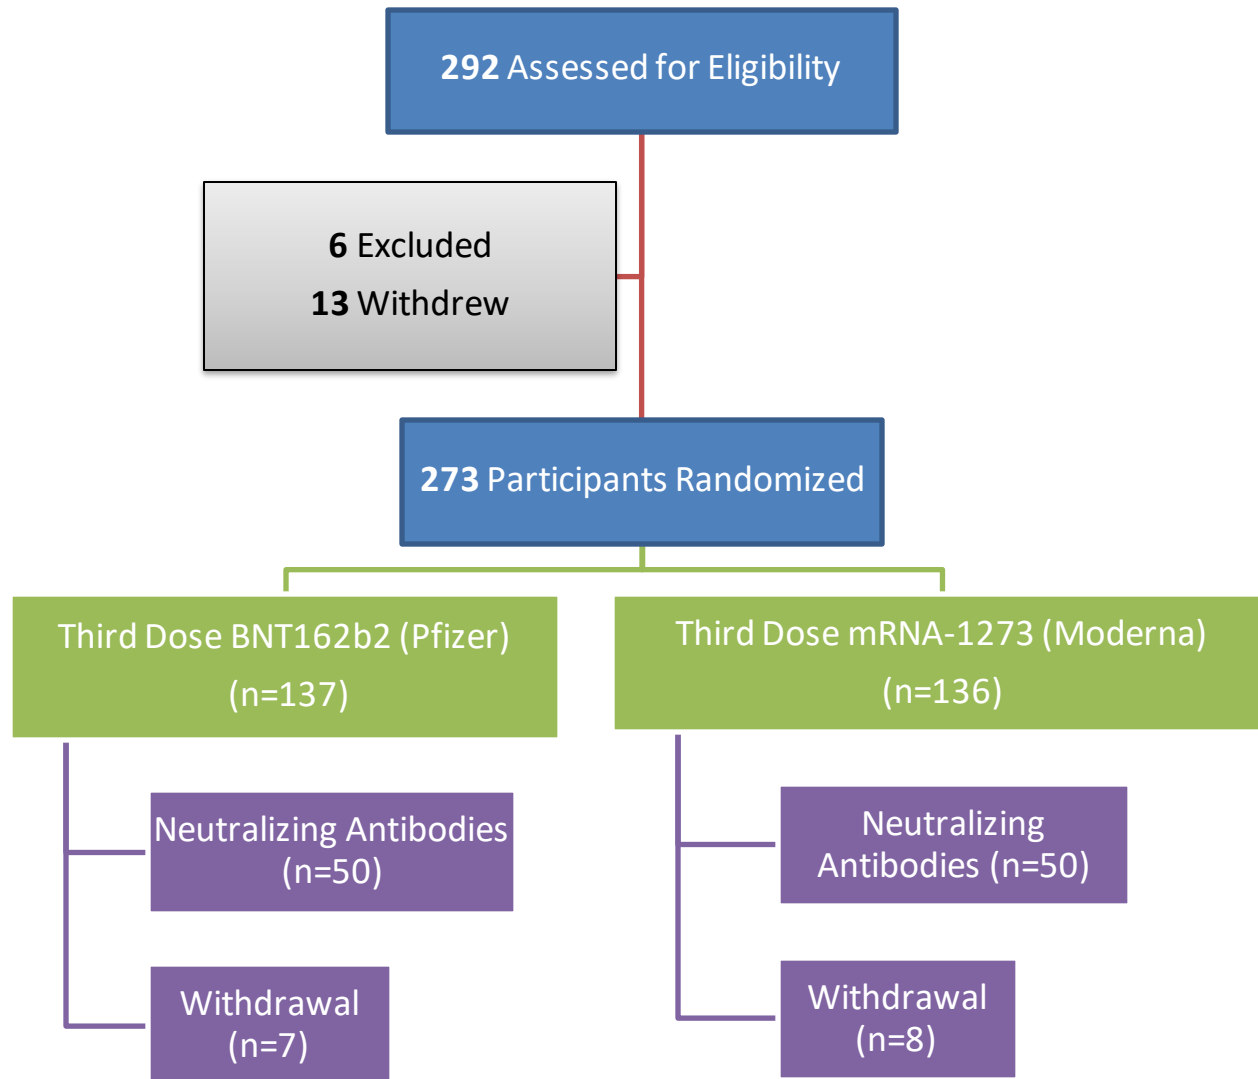 292 Assessed for Eligibility
6 Excluded
13 Withdrew
273 Participants Randomized
Third Dose BNT162b2 (Pfizer)
(n=137)
Third Dose mRNA-1273 (Moderna)
(n=136)
Neutralizing Antibodies
(n=50)
Neutralizing
Antibodies (n=50)
Withdrawal
(n=7)
Withdrawal
(n=8)